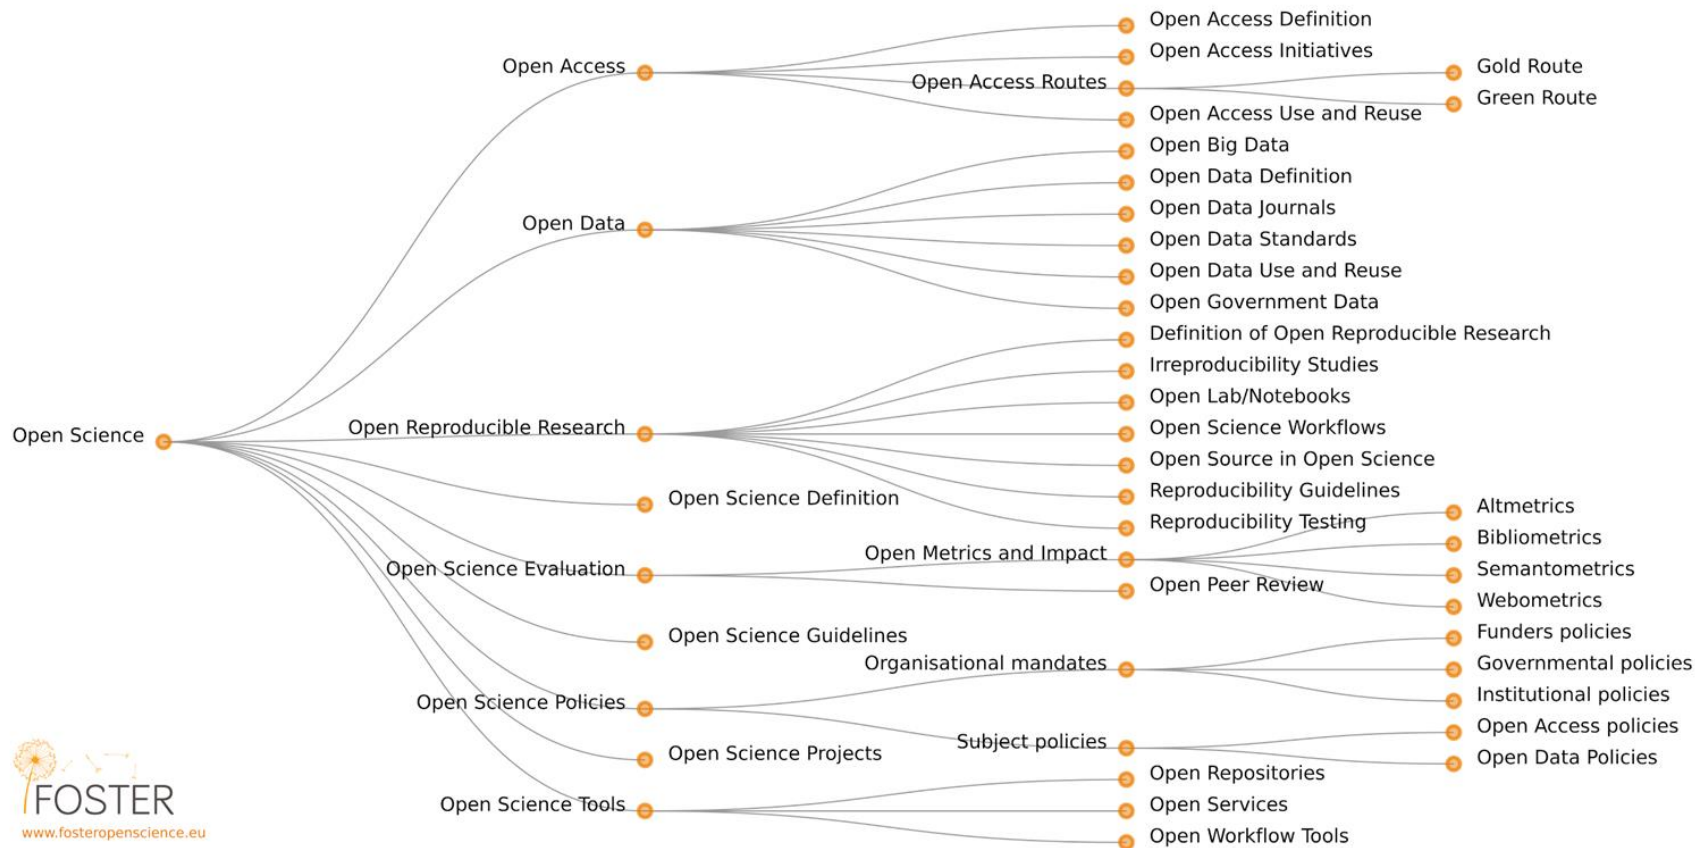 Open Science
Open Access
Open Access Definition
Open Access Initiatives
Open Access Routes
Gold Route
Green Route
Open Access Use and Reuse
Open Data
Open Big Data
Open Data Definition
Open Data Journals
Open Data Standards
Open Data Use and Reuse
Open Government Data
Open Reproducible Research
Definition of Open Reproducible Research
Irreproducibility Studies
Open Lab/Notebooks
Open Science Workflows
Open Source in Open Science
Reproducibility Guidelines
Reproducibility Testing
Open Science Definition
Open Science Evaluation
Open Metrics and Impact
Altmetrics
Bibliometrics
Semantometrics
Webometrics
Open Peer Review
Open Science Guidelines
Open Science Policies
Organisational mandates
Funders policies
Governmental policies
Institutional policies
Subject policies
Open Access policies
Open Data Policies
Open Science Projects
Open Science Tools
Open Repositories
Open Services
Open Workflow Tools
FOSTER
www.fosteropenscience.eu